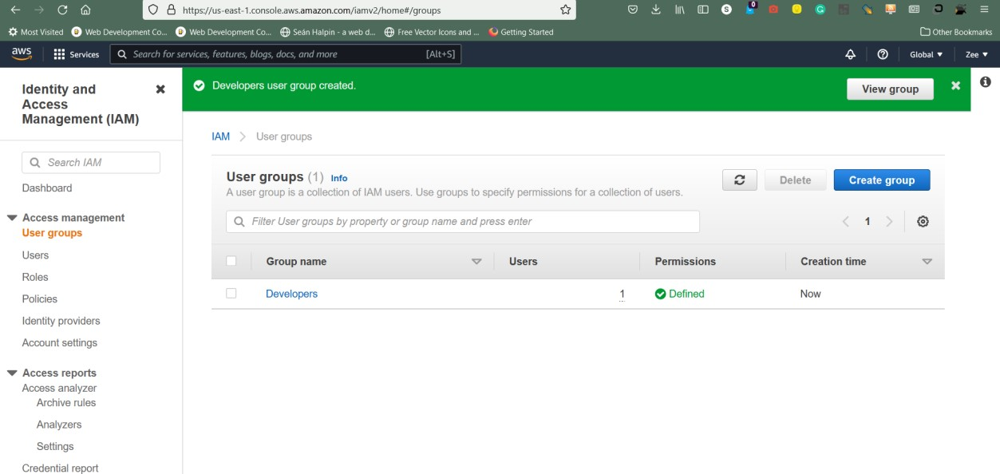 https://us-east-1.console.aws.amazon.com/iamv2/home#/groups
S
0
G
Most Visited
Web Development Co...
Web Development Co...
Seán Halpin - a web d...
Free Vector Icons and ...
Getting Started
Other Bookmarks
aws
Services
Search for services, features, blogs, docs, and more
[Alt+S]
Global
Zee
Identity and
Access
Management (IAM)
Search IAM
Dashboard
Access management
User groups
Users
Roles
Policies
Identity providers
Account settings
Access reports
Access analyzer
Archive rules
Analyzers
Settings
Credential report
Developers user group created.
View group
IAM
User groups
User groups (1) Info
A user group is a collection of IAM users. Use groups to specify permissions for a collection of users.
Delete
Create group
Filter User groups by property or group name and press enter
1
Group name
Users
Permissions
Creation time
Developers
1
Defined
Now